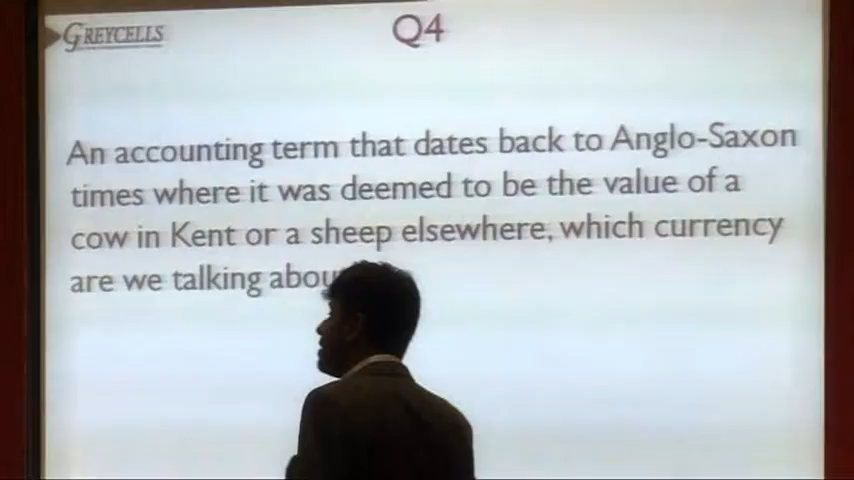 GREYCELLS
Q4
An accounting term that dates back to Anglo-Saxon
times where it was deemed to be the value of a
cow in Kent or a sheep elsewhere, which currency
are we talking